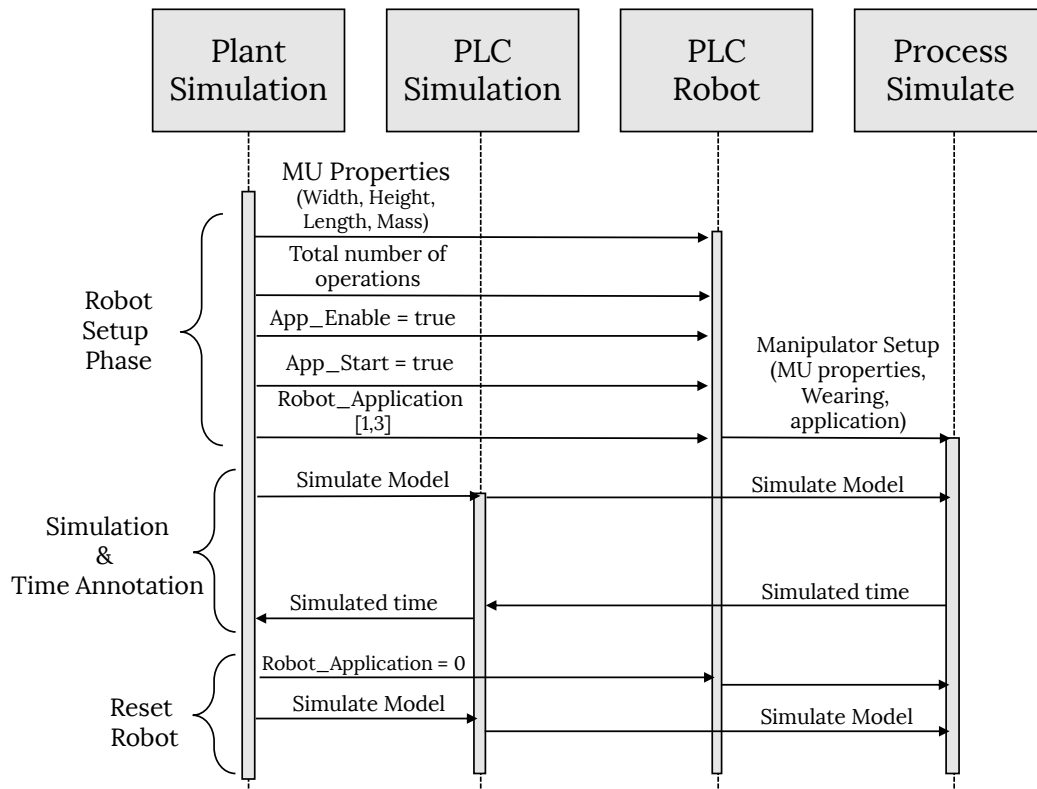 Plant
Simulation
PLC
Simulation
PLC
Robot
Process
Simulate
MU Properties
(Width, Height,
Length, Mass)
Total number of
operations
App_Enable = true
App_Start = true
Robot_Application
[1,3]
Robot
Setup
Phase
Manipulator Setup
(MU properties,
Wearing,
application)
Simulate Model
Simulate Model
Simulation
&
Time Annotation
Simulated time
Simulated time
Robot_Application = 0
Simulate Model
Simulate Model
Reset
Robot